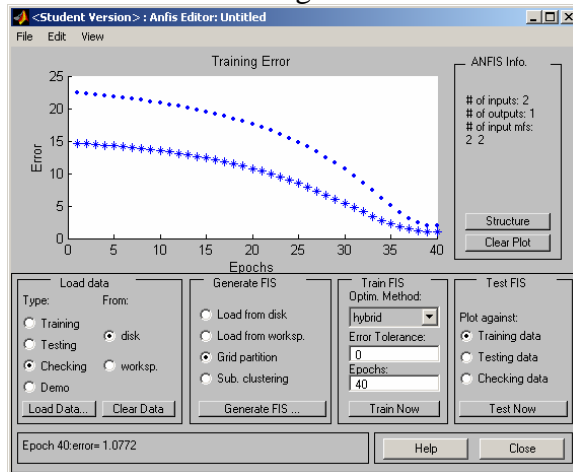 <Student Version> : Anfis Editor: Untitled
File Edit View
Training Error
25
20
15
10
5
0
Error
0 5 10 15 20 25 30 35 40
Epochs
ANFIS Info.
# of inputs: 2
# of outputs: 1
# of input mfs:
2 2
Structure
Clear Plot
Load data
Type: From:
Training
Testing
Checking
Demo
disk
worksp.
Load Data... Clear Data
Generate FIS
Load from disk
Load from worksp.
Grid partition
Sub. clustering
Generate FIS ...
Train FIS
Optim. Method:
hybrid
Error Tolerance:
0
Epochs:
40
Train Now
Test FIS
Plot against:
Training data
Testing data
Checking data
Test Now
Epoch 40:error= 1.0772
Help Close